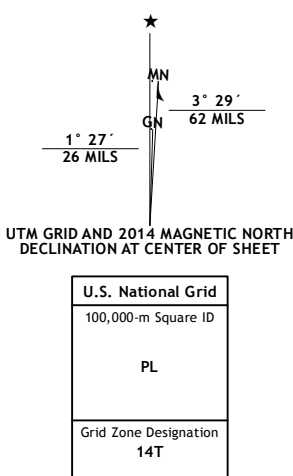 ★
MN
3° 29´
62 MILS
GN
1° 27´
26 MILS
UTM GRID AND 2014 MAGNETIC NORTH
DECLINATION AT CENTER OF SHEET
U.S. National Grid
100,000-m Square ID
PL
Grid Zone Designation
14T